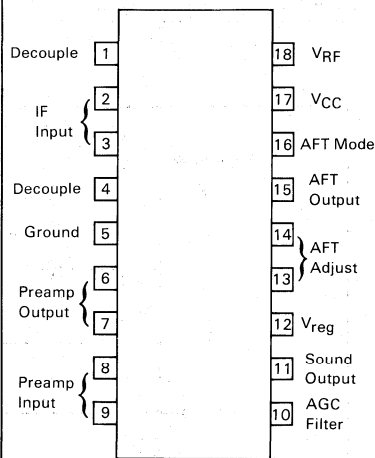 Decouple 1
IF
Input
2
3
Decouple 4
Ground 5
Preamp
Output
6
7
Preamp
Input
8
9
18 VRF
17 VCC
16 AFT Mode
15 AFT
Output
14
13
AFT
Adjust
12 Vreg
11 Sound
Output
10 AGC
Filter